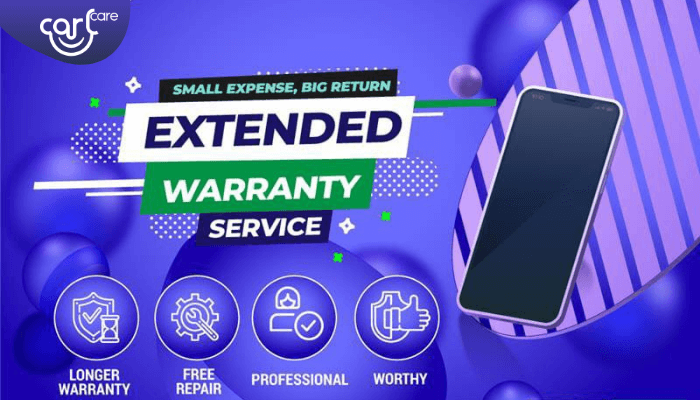 carlcare
SMALL EXPENSE, BIG RETURN
EXTENDED
WARRANTY
SERVICE
LONGER
WARRANTY
FREE
REPAIR
PROFESSIONAL
WORTHY